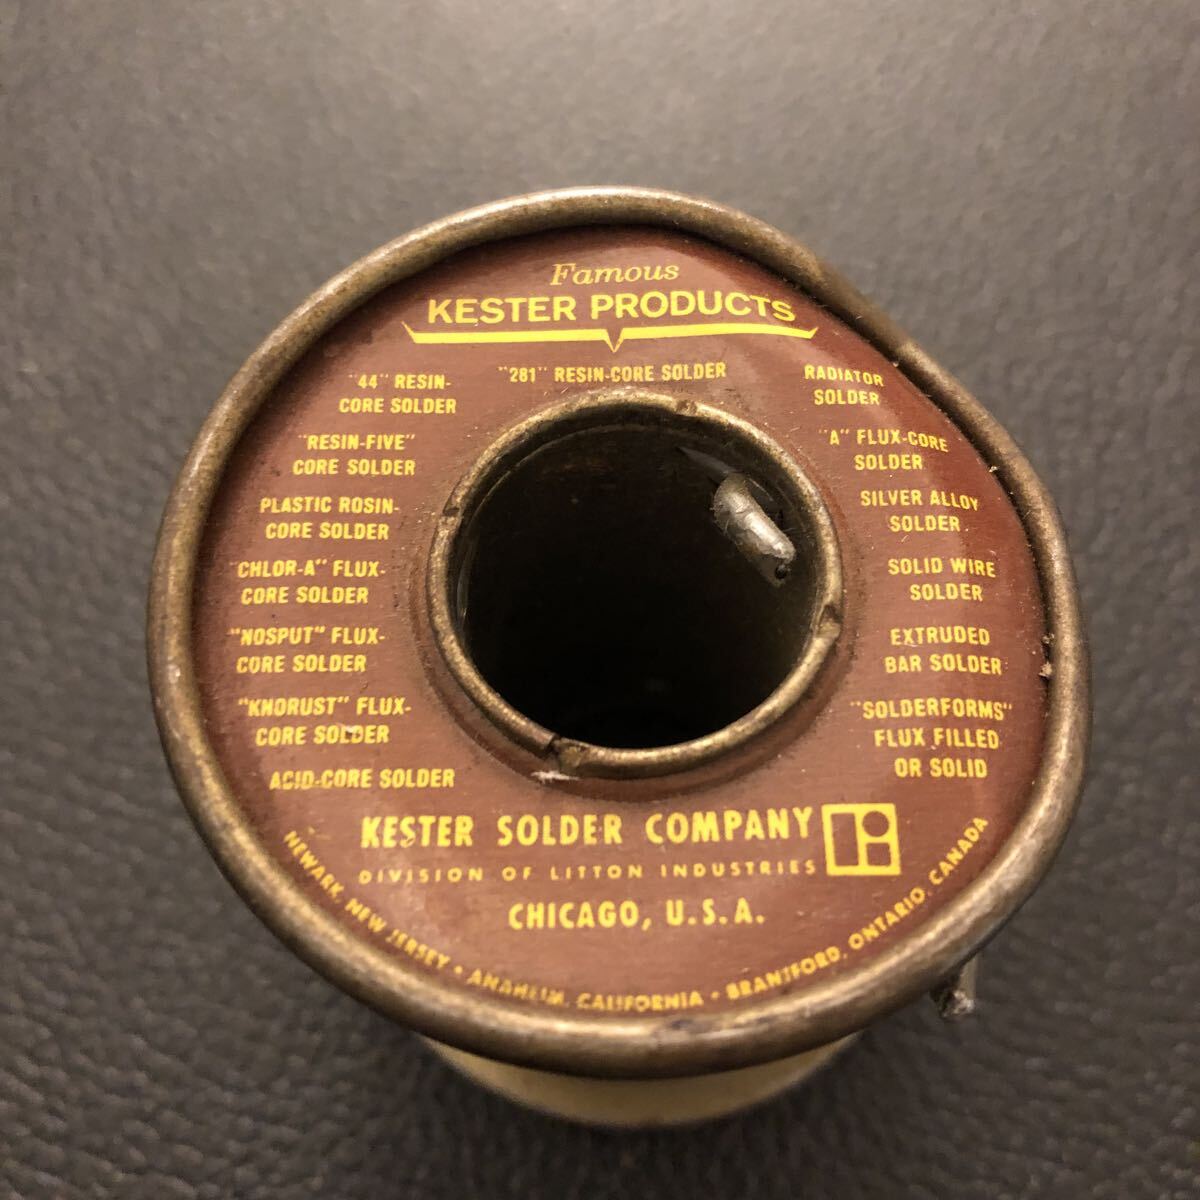 Famous
KESTER PRODUCTS
"44" RESIN-
CORE SOLDER
"281" RESIN-CORE SOLDER
RADIATOR
SOLDER
"RESIN-FIVE"
CORE SOLDER
"A" FLUX-CORE
SOLDER
PLASTIC ROSIN-
CORE SOLDER
SILVER ALLOY
SOLDER
"CHLOR-A" FLUX-
CORE SOLDER
SOLID WIRE
SOLDER
"NOSPUT" FLUX-
CORE SOLDER
EXTRUDED
BAR SOLDER
"KNORUST" FLUX-
CORE SOLDER
"SOLDERFORMS"
FLUX FILLED
OR SOLID
ACID-CORE SOLDER
KESTER SOLDER COMPANY
DIVISION OF LITTON INDUSTRIES
CHICAGO, U.S.A.
NEWARK, NEW JERSEY • ANAHEIM, CALIFORNIA • BRANTFORD, ONTARIO, CANADA